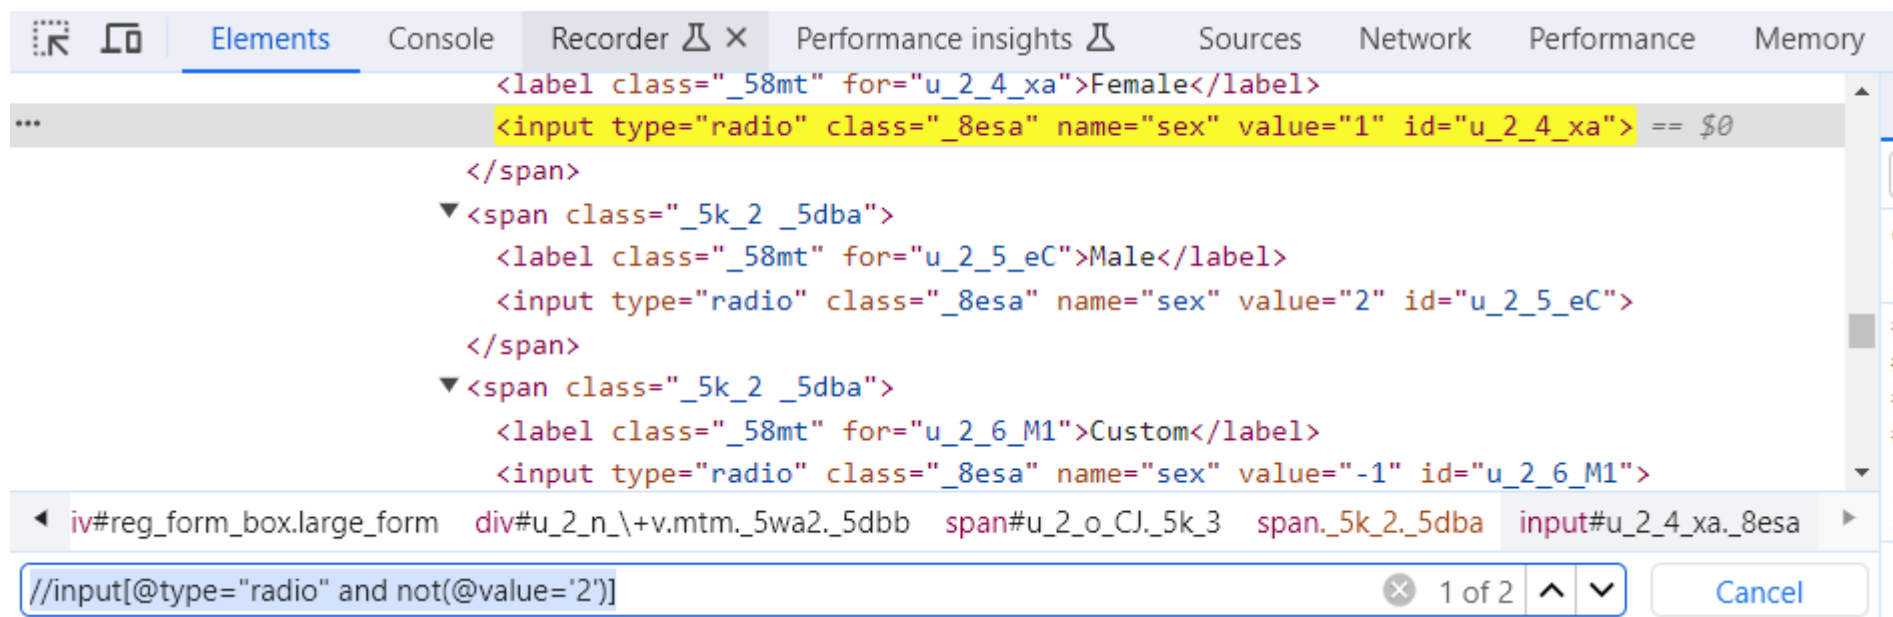 Elements Console Recorder Performance insights Sources Network Performance Memory
<label class="_58mt" for="u_2_4_xa">Female</label>
... <input type="radio" class="_8esa" name="sex" value="1" id="u_2_4_xa"> == $0
</span>
<span class="_5k_2 _5dba">
<label class="_58mt" for="u_2_5_eC">Male</label>
<input type="radio" class="_8esa" name="sex" value="2" id="u_2_5_eC">
</span>
<span class="_5k_2 _5dba">
<label class="_58mt" for="u_2_6_M1">Custom</label>
<input type="radio" class="_8esa" name="sex" value="-1" id="u_2_6_M1">
iv#reg_form_box.large_form div#u_2_n_\+v.mtm._5wa2._5dbb span#u_2_o_CJ._5k_3 span._5k_2._5dba input#u_2_4_xa._8esa
//input[@type="radio" and not(@value='2')] 1 of 2 Cancel